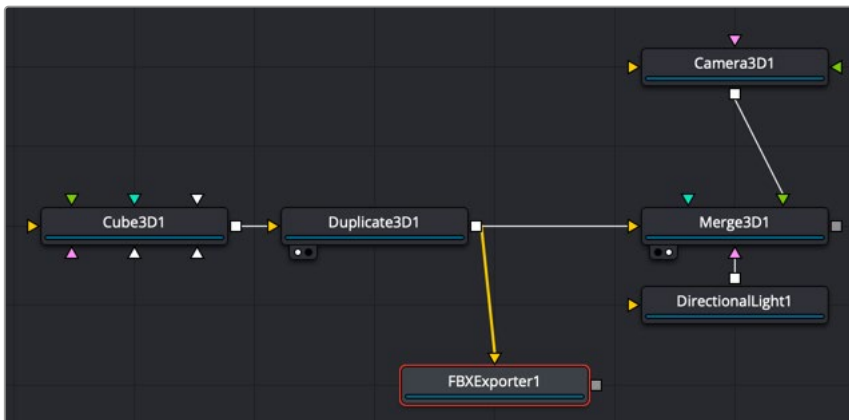 Camera3D1
Cube3D1
Duplicate3D1
Merge3D1
DirectionalLight1
FBXExporter1